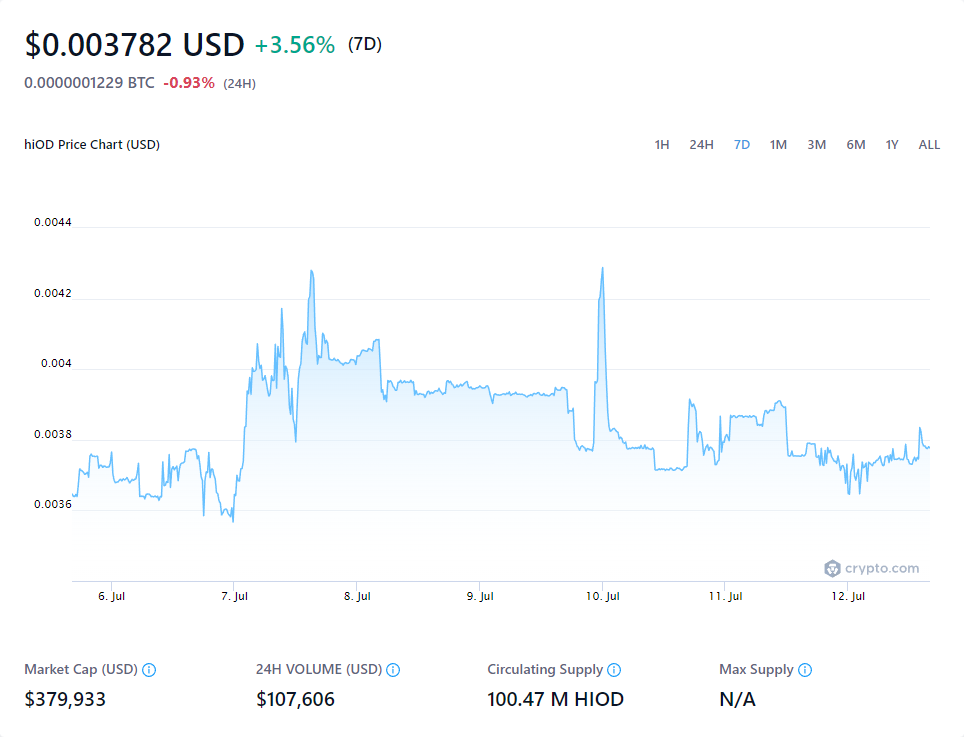 $0.003782 USD +3.56% (7D)
0.0000001229 BTC -0.93% (24H)
hiOD Price Chart (USD)
1H 24H 7D 1M 3M 6M 1Y ALL
0.0044
0.0042
0.004
0.0038
0.0036
crypto.com
6. Jul 7. Jul 8. Jul 9. Jul 10. Jul 11. Jul 12. Jul
Market Cap (USD) 24H VOLUME (USD) Circulating Supply Max Supply
$379,933 $107,606 100.47 M HIOD N/A